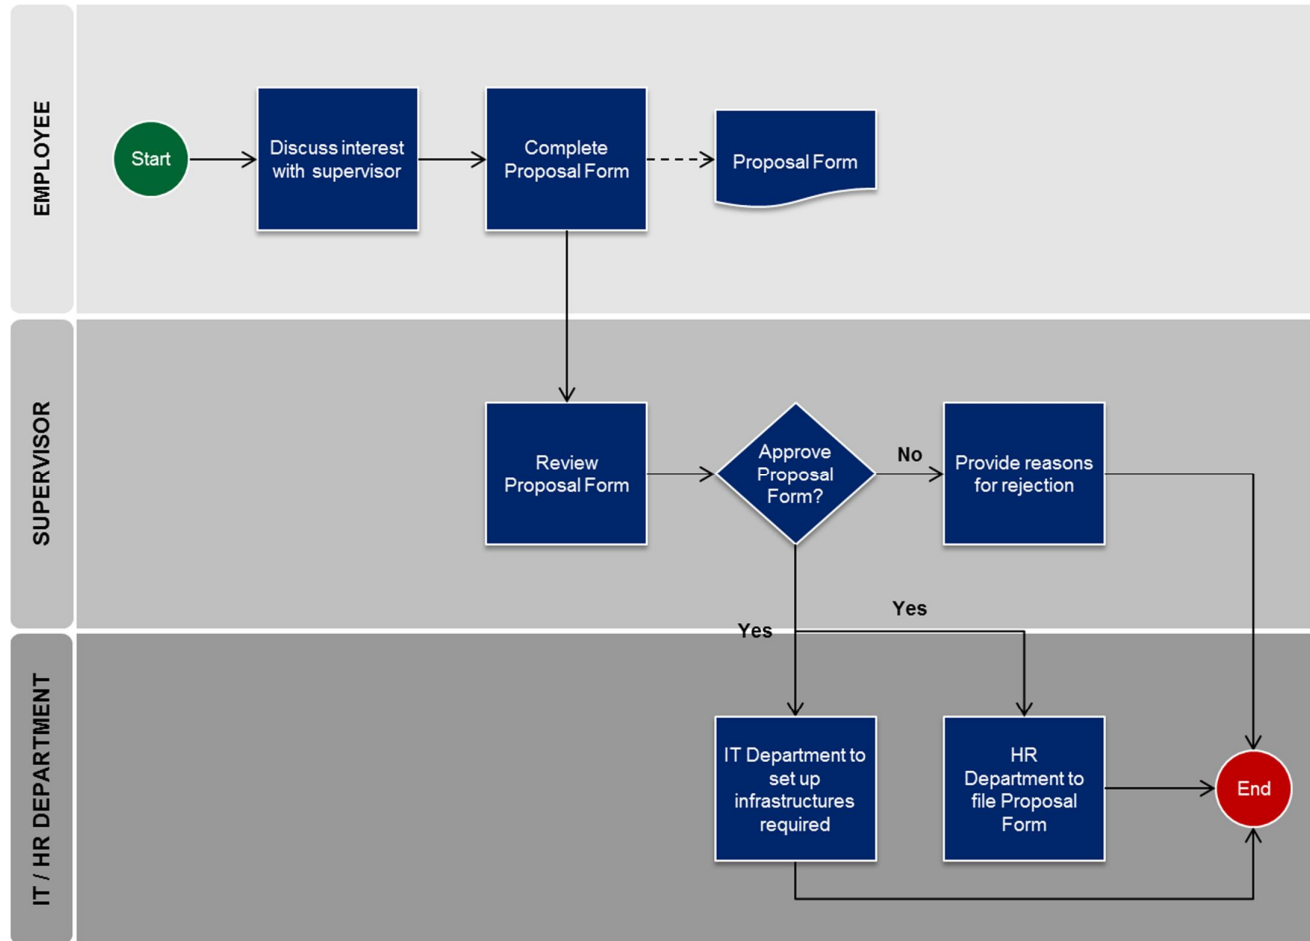 EMPLOYEE
Start
Discuss interest
with supervisor
Complete
Proposal Form
Proposal Form
SUPERVISOR
Review
Proposal Form
Approve
Proposal
Form?
No
Provide reasons
for rejection
Yes
Yes
IT / HR DEPARTMENT
IT Department to
set up
infrastructures
required
HR
Department to
file Proposal
Form
End